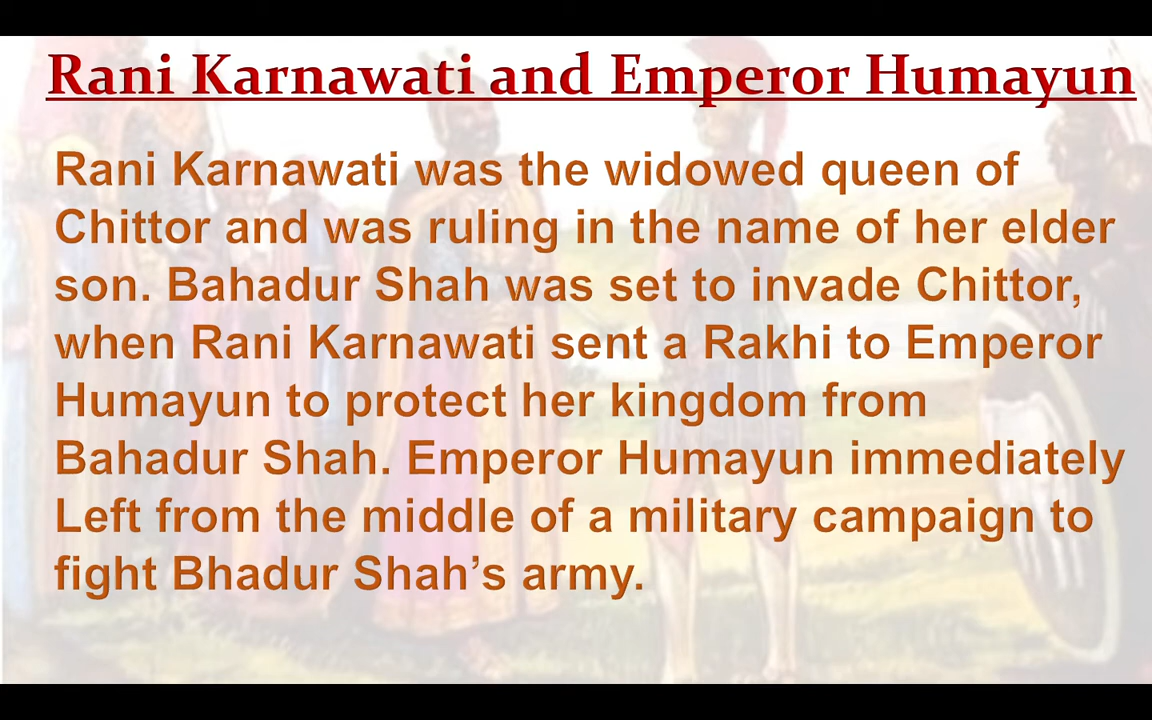 Rani Karnawati and Emperor Humayun
Rani Karnawati was the widowed queen of
Chittor and was ruling in the name of her elder
son. Bahadur Shah was set to invade Chittor,
when Rani Karnawati sent a Rakhi to Emperor
Humayun to protect her kingdom from
Bahadur Shah. Emperor Humayun immediately
Left from the middle of a military campaign to
fight Bhadur Shah’s army.